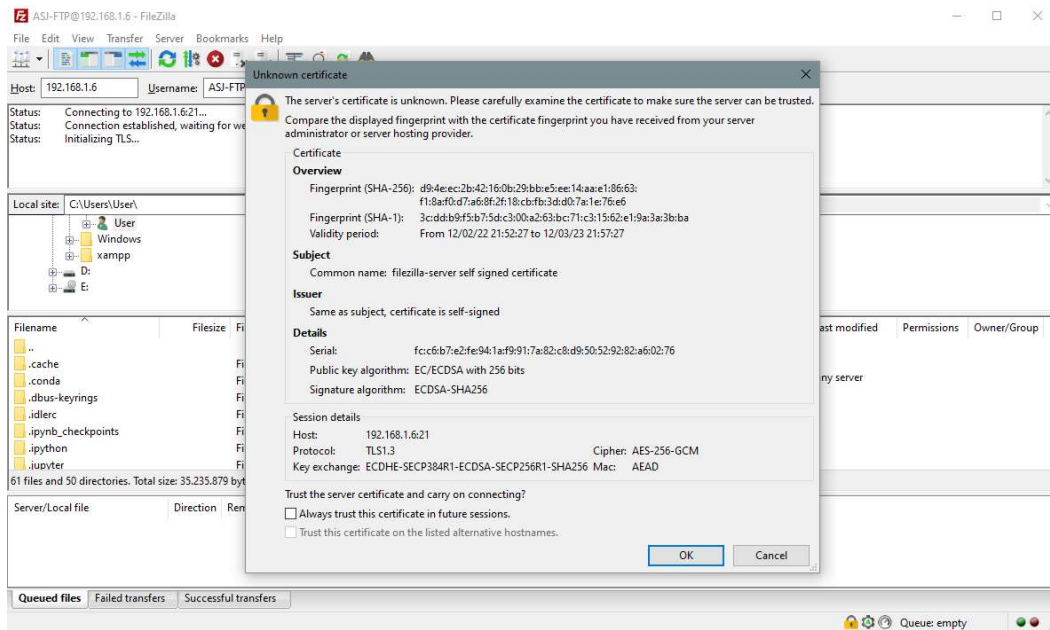 ASJ-FTP@192.168.1.6 - FileZilla
File Edit View Transfer Server Bookmarks Help
Host: 192.168.1.6 Username: ASJ-FTP
Status: Connecting to 192.168.1.6:21...
Status: Connection established, waiting for we
Status: Initializing TLS...
Local site: C:\Users\User\
User
Windows
xampp
D:
E:
Filename Filesize Fi
..
.cache Fi
.conda Fi
.dbus-keyrings Fi
.idlerc Fi
.ipynb_checkpoints Fi
.ipython Fi
.jupyter Fi
61 files and 50 directories. Total size: 35.235.879 byt
Server/Local file Direction Rem
Unknown certificate
The server's certificate is unknown. Please carefully examine the certificate to make sure the server can be trusted.
Compare the displayed fingerprint with the certificate fingerprint you have received from your server
administrator or server hosting provider.
Certificate
Overview
Fingerprint (SHA-256): d9:4e:ec:2b:42:16:0b:29:bb:e5:ee:14:aa:e1:86:63:
f1:8a:f0:d7:a6:8f:2f:18:cb:fb:3d:d0:7a:1e:76:e6
Fingerprint (SHA-1): 3c:dd:b9:f5:b7:5d:c3:00:a2:63:bc:71:c3:15:62:e1:9a:3a:3b:ba
Validity period: From 12/02/22 21:52:27 to 12/03/23 21:57:27
Subject
Common name: filezilla-server self signed certificate
Issuer
Same as subject, certificate is self-signed
Details
Serial: fc:c6:b7:e2:fe:94:1a:f9:91:7a:82:c8:d9:50:52:92:82:a6:02:76
Public key algorithm: EC/ECDSA with 256 bits
Signature algorithm: ECDSA-SHA256
Session details
Host: 192.168.1.6:21
Protocol: TLS1.3 Cipher: AES-256-GCM
Key exchange: ECDHE-SECP384R1-ECDSA-SECP256R1-SHA256 Mac: AEAD
Trust the server certificate and carry on connecting?
Always trust this certificate in future sessions.
Trust this certificate on the listed alternative hostnames.
OK Cancel
ast modified Permissions Owner/Group
ny server
Queued files Failed transfers Successful transfers
Queue: empty